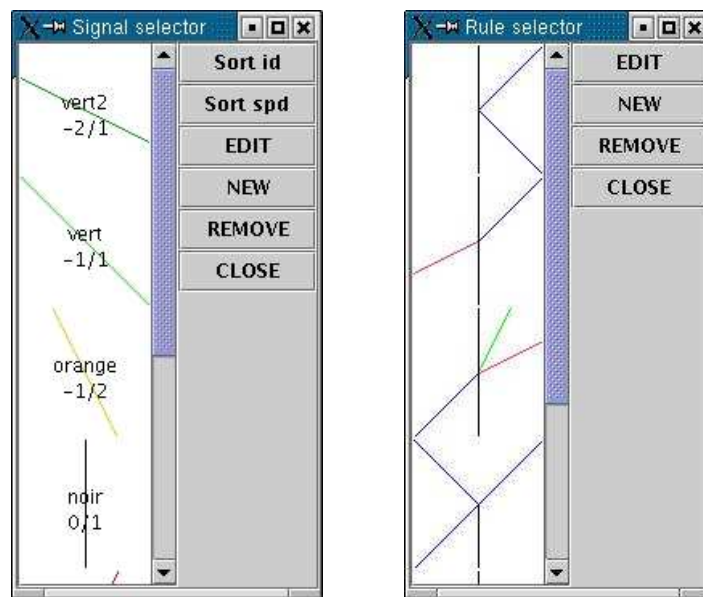 Signal selector
vert2
-2/1
vert
-1/1
orange
-1/2
noir
0/1
Sort id
Sort spd
EDIT
NEW
REMOVE
CLOSE
Rule selector
EDIT
NEW
REMOVE
CLOSE